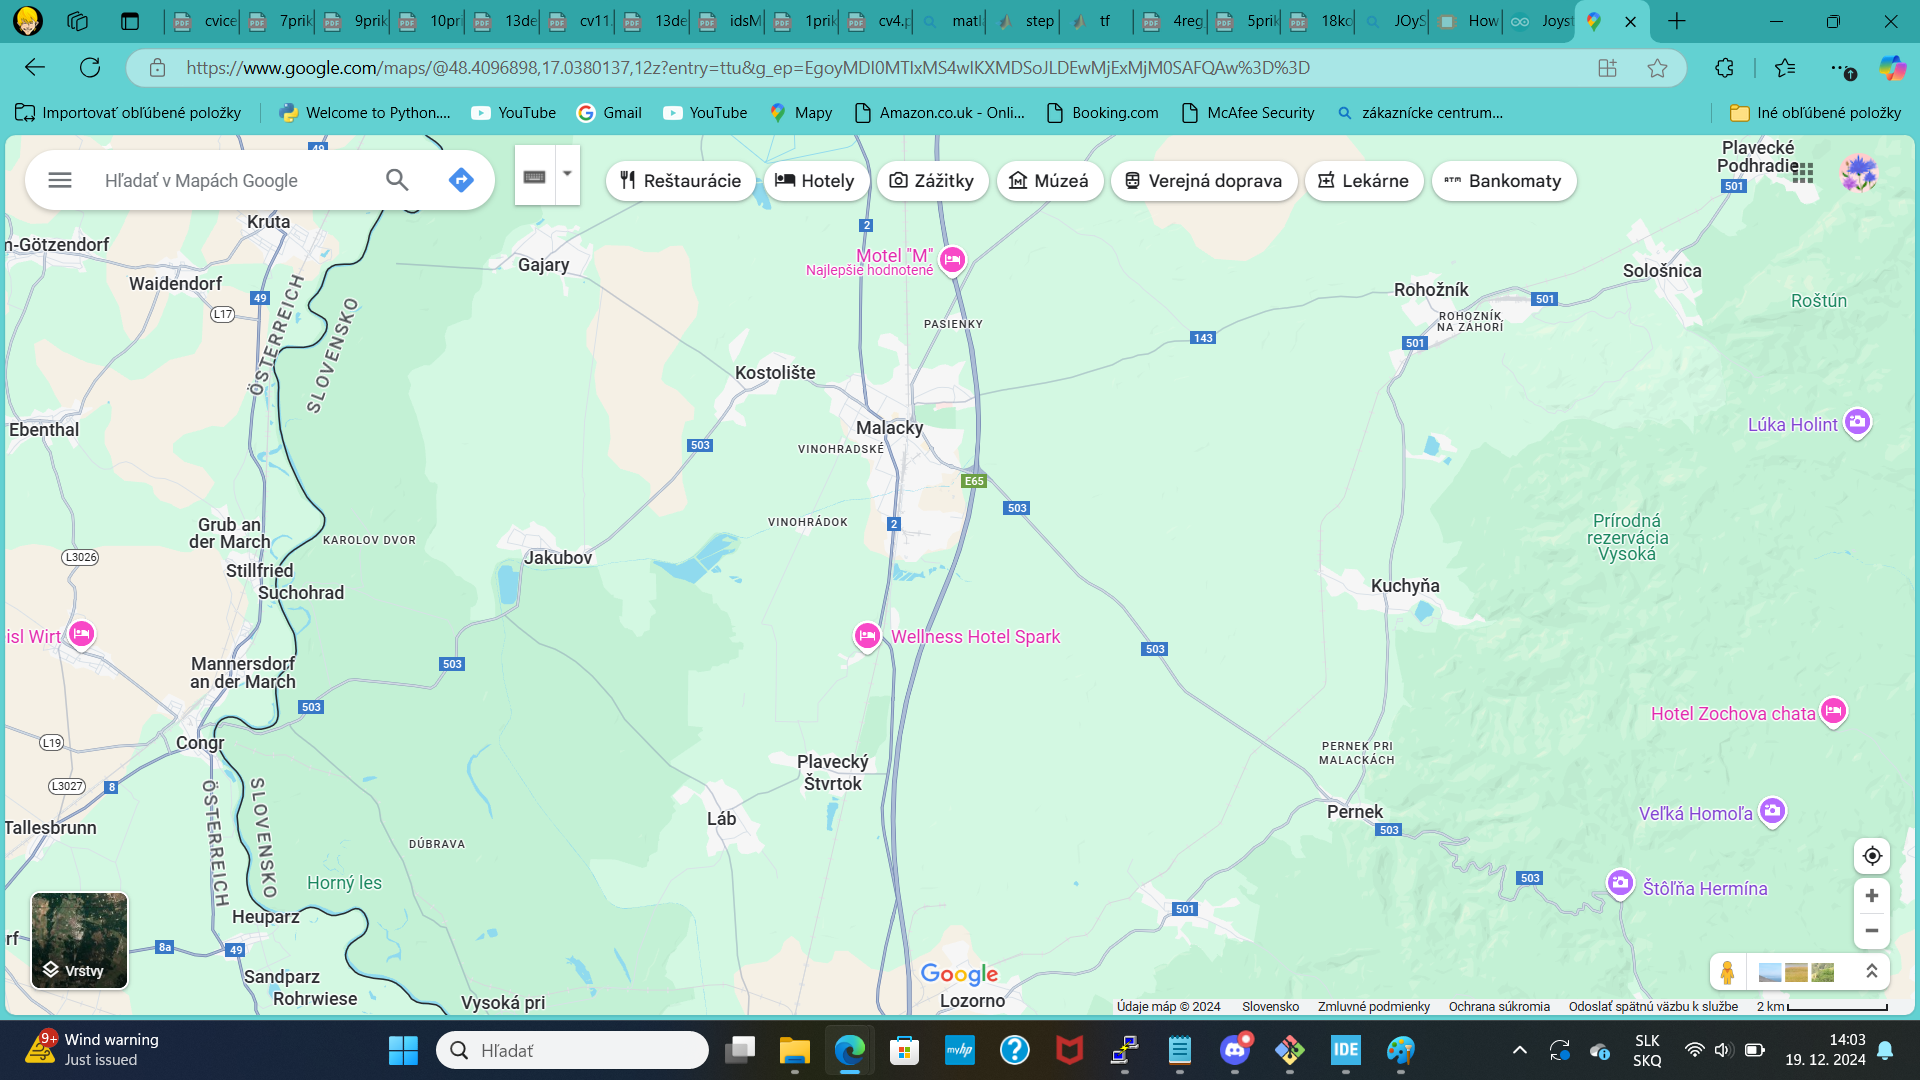 cvice
7prik
9prik
10pri
13de
cv11.
13de
idsM
1prik
cv4.p
matl
step
tf
4reg
5prik
18ko
JOyS
How
Joyst
https://www.google.com/maps/@48.4096898,17.0380137,12z?entry=ttu&g_ep=EgoyMDI0MTIxMS4wIKXMDSoJLDEwMjExMjM0SAFQAw%3D%3D
Importovať obľúbené položky
Welcome to Python....
YouTube
Gmail
YouTube
Mapy
Amazon.co.uk - Onli...
Booking.com
McAfee Security
zákaznícke centrum...
Iné obľúbené položky
Hľadať v Mapách Google
Reštaurácie
Hotely
Zážitky
Múzeá
Verejná doprava
Lekárne
ATM
Bankomaty
49
Plavecké
Podhradie
501
Kruta
2
n-Götzendorf
Gajary
Motel "M"
Najlepšie hodnotené
Sološnica
Waidendorf
49
L17
Rohožník
501
Roštún
ROHOZNÍK
NA ZAHORÍ
PASIENKY
143
501
ÖSTERREICH
SLOVENSKO
Kostolište
Ebenthal
Malacky
Lúka Holint
503
VINOHRADSKÉ
E65
503
Grub an
der March
KAROLOV DVOR
VINOHRÁDOK
2
Prírodná
rezervácia
Vysoká
L3026
Stillfried
Jakubov
Suchohrad
Kuchyňa
isl Wirt
Wellness Hotel Spark
503
Mannersdorf
an der March
503
503
Hotel Zochova chata
L19
Congr
PERNEK PRI
MALACKÁCH
Plavecký
Štvrtok
L3027
8
ÖSTERREICH
SLOVENSKO
Láb
Pernek
503
Veľká Homoľa
Tallesbrunn
DÚBRAVA
Horný les
503
Štôľňa Hermína
501
Heuparz
rf
8a
49
Vrstvy
Sandparz
Rohrwiese
Vysoká pri
Google
Lozorno
Údaje máp © 2024
Slovensko
Zmluvné podmienky
Ochrana súkromia
Odoslať spätnú väzbu k službe
2 km
9+
Wind warning
Just issued
Hľadať
myhp
IDE
SLK
SKQ
14:03
19. 12. 2024